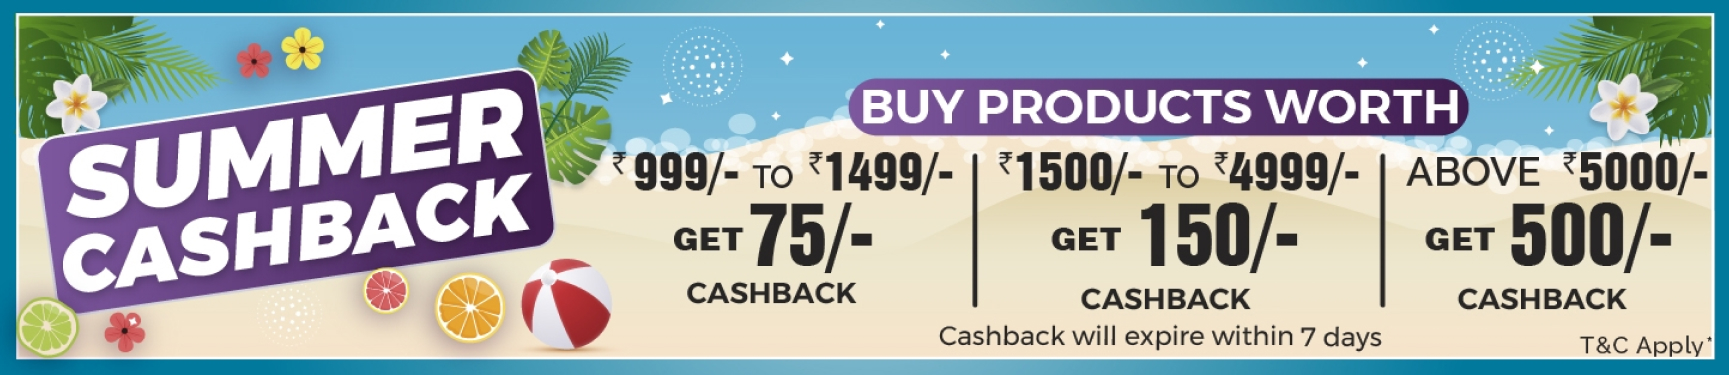 SUMMER
CASHBACK
BUY PRODUCTS WORTH
₹999/- TO ₹1499/-
GET 75/-
CASHBACK
₹1500/- TO ₹4999/-
GET 150/-
CASHBACK
ABOVE ₹5000/-
GET 500/-
CASHBACK
Cashback will expire within 7 days
T&C Apply*